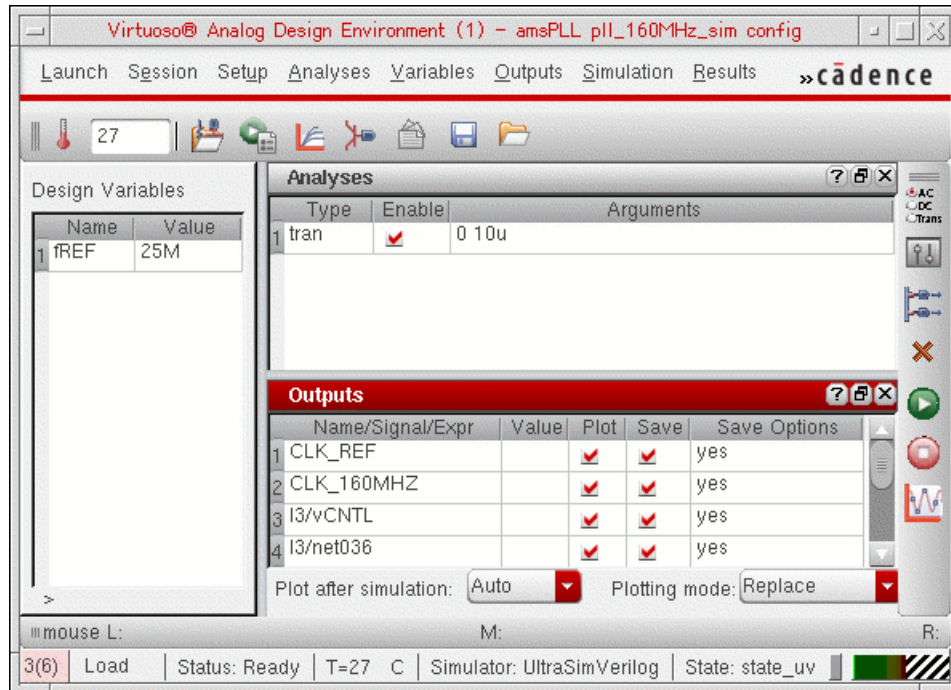 Virtuoso® Analog Design Environment (1) – amsPLL pll_160MHz_sim config
Launch Session Setup Analyses Variables Outputs Simulation Results cādence
27
Design Variables
Name Value
1 fREF 25M
>
Analyses
Type Enable Arguments
1 tran 0 10u
AC
DC
Trans
Outputs
Name/Signal/Expr Value Plot Save Save Options
1 CLK_REF yes
2 CLK_160MHZ yes
3 I3/vCNTL yes
4 I3/net036 yes
Plot after simulation: Auto Plotting mode: Replace
mouse L: M: R:
3(6) Load Status: Ready T=27 C Simulator: UltraSimVerilog State: state_uv